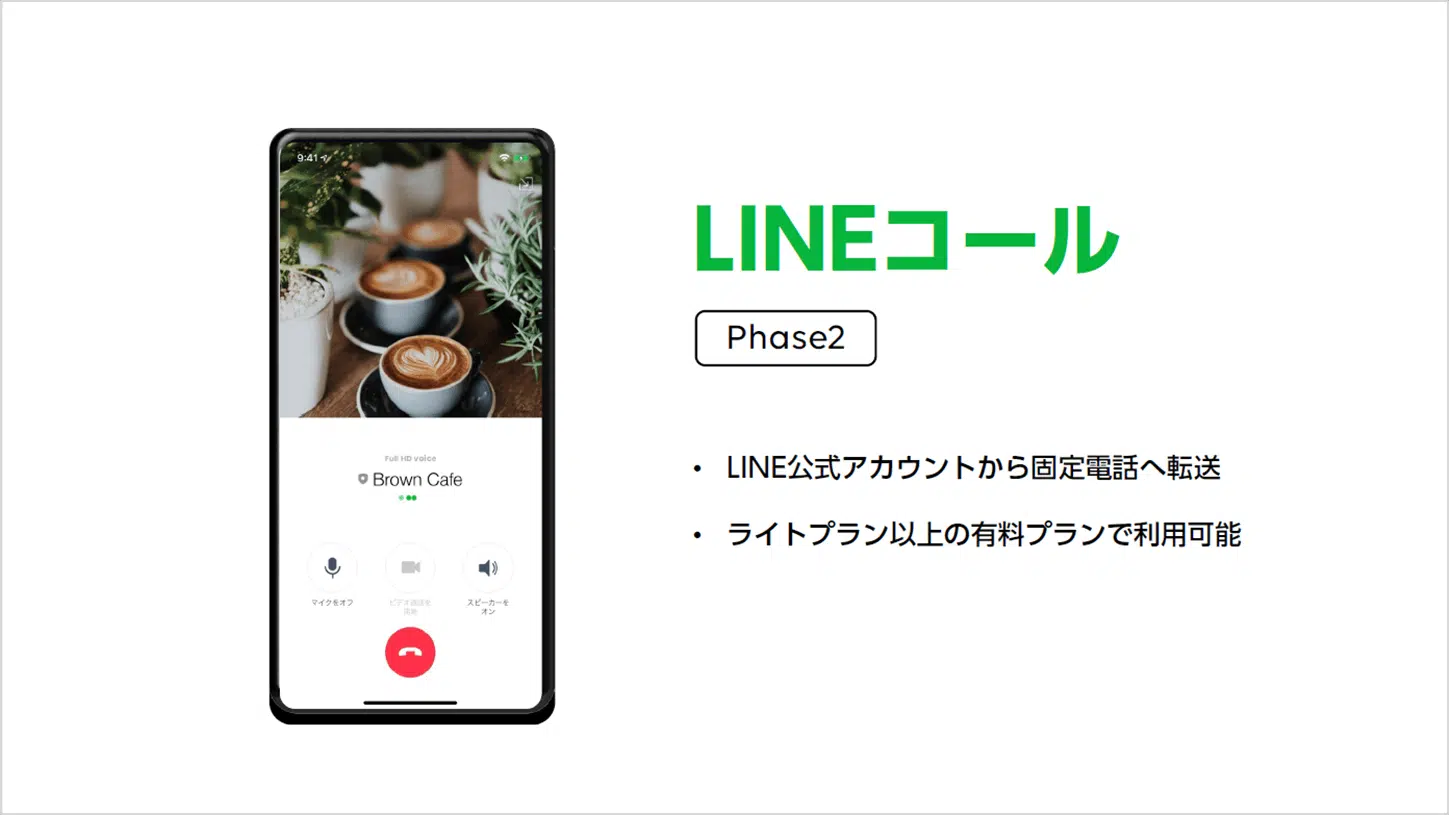 9:41
Full HD voice
Brown Cafe
マイクをオフ
ビデオ通話を
開始
スピーカーを
オン
LINEコール
Phase2
• LINE公式アカウントから固定電話へ転送
• ライトプラン以上の有料プランで利用可能